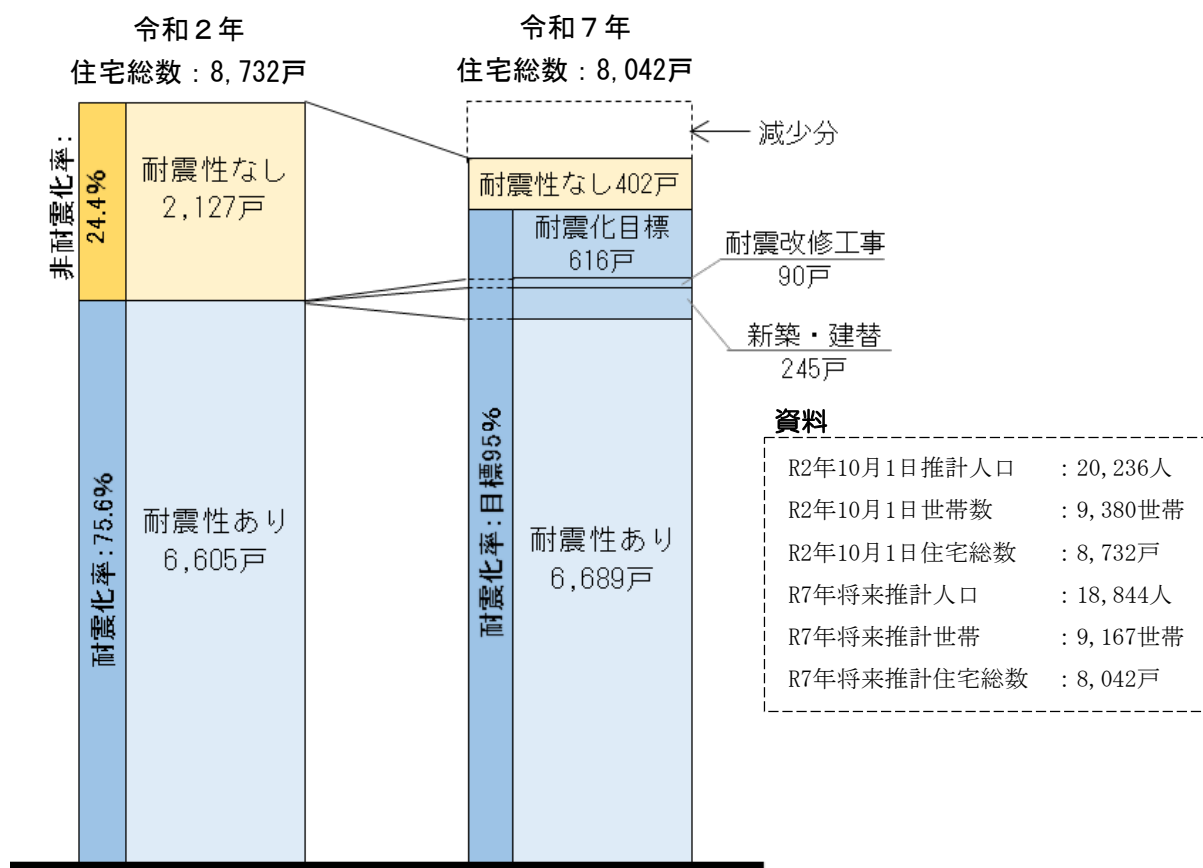 令和２年
住宅総数：8,732戸
令和７年
住宅総数：8,042戸
減少分
非耐震化率：
24.4%
耐震性なし
2,127戸
耐震性なし402戸
耐震化目標
616戸
耐震改修工事
90戸
新築・建替
245戸
耐震化率：75.6%
耐震性あり
6,605戸
耐震化率：目標95%
耐震性あり
6,689戸
資料
R2年10月1日推計人口　：20,236人
R2年10月1日世帯数　：9,380世帯
R2年10月1日住宅総数　：8,732戸
R7年将来推計人口　：18,844人
R7年将来推計世帯　：9,167世帯
R7年将来推計住宅総数　：8,042戸